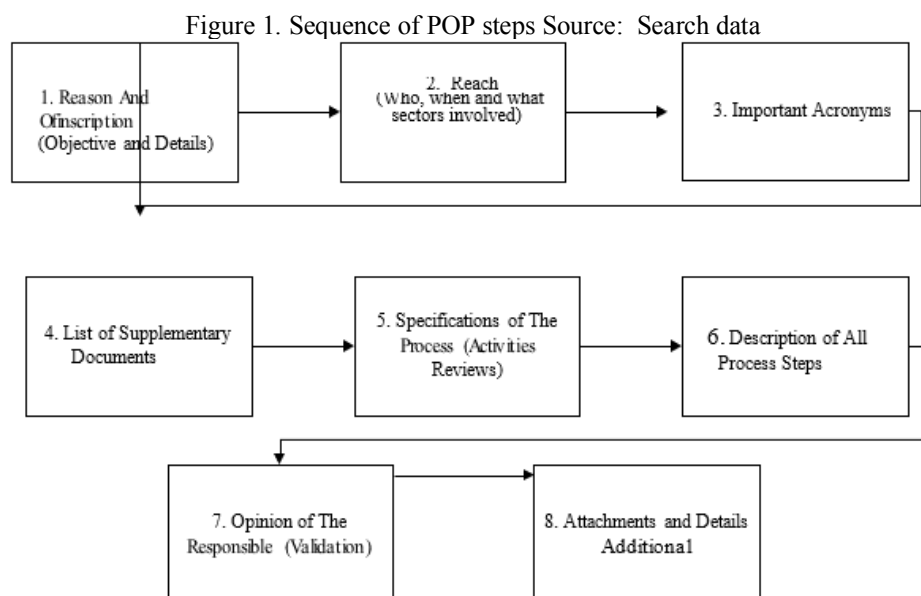 Figure 1. Sequence of POP steps Source: Search data
1. Reason And
Ofinscription
(Objective and Details)
2. Reach
(Who, when and what
sectors involved)
3. Important Acronyms
4. List of Supplementary
Documents
5. Specifications of The
Process (Activities
Reviews)
6. Description of All
Process Steps
7. Opinion of The
Responsible (Validation)
8. Attachments and Details
Additional